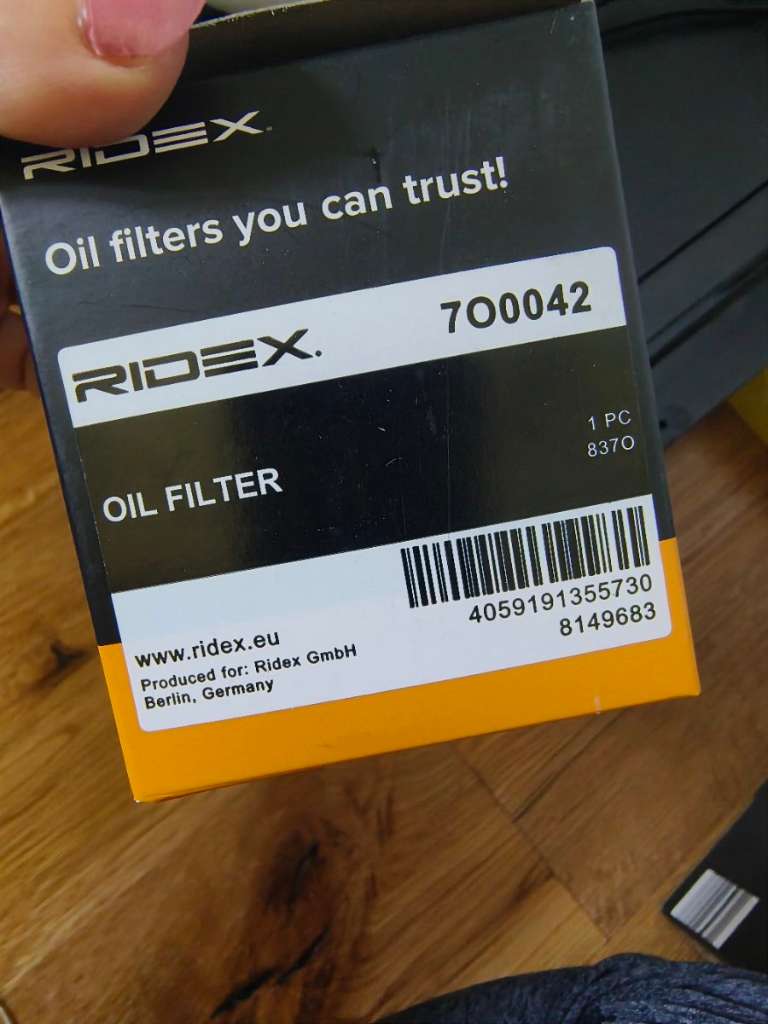 RIDEX.
Oil filters you can trust!
RIDEX. 7O0042
1 PC
837O
OIL FILTER
4059191355730
8149683
www.ridex.eu
Produced for: Ridex GmbH
Berlin, Germany